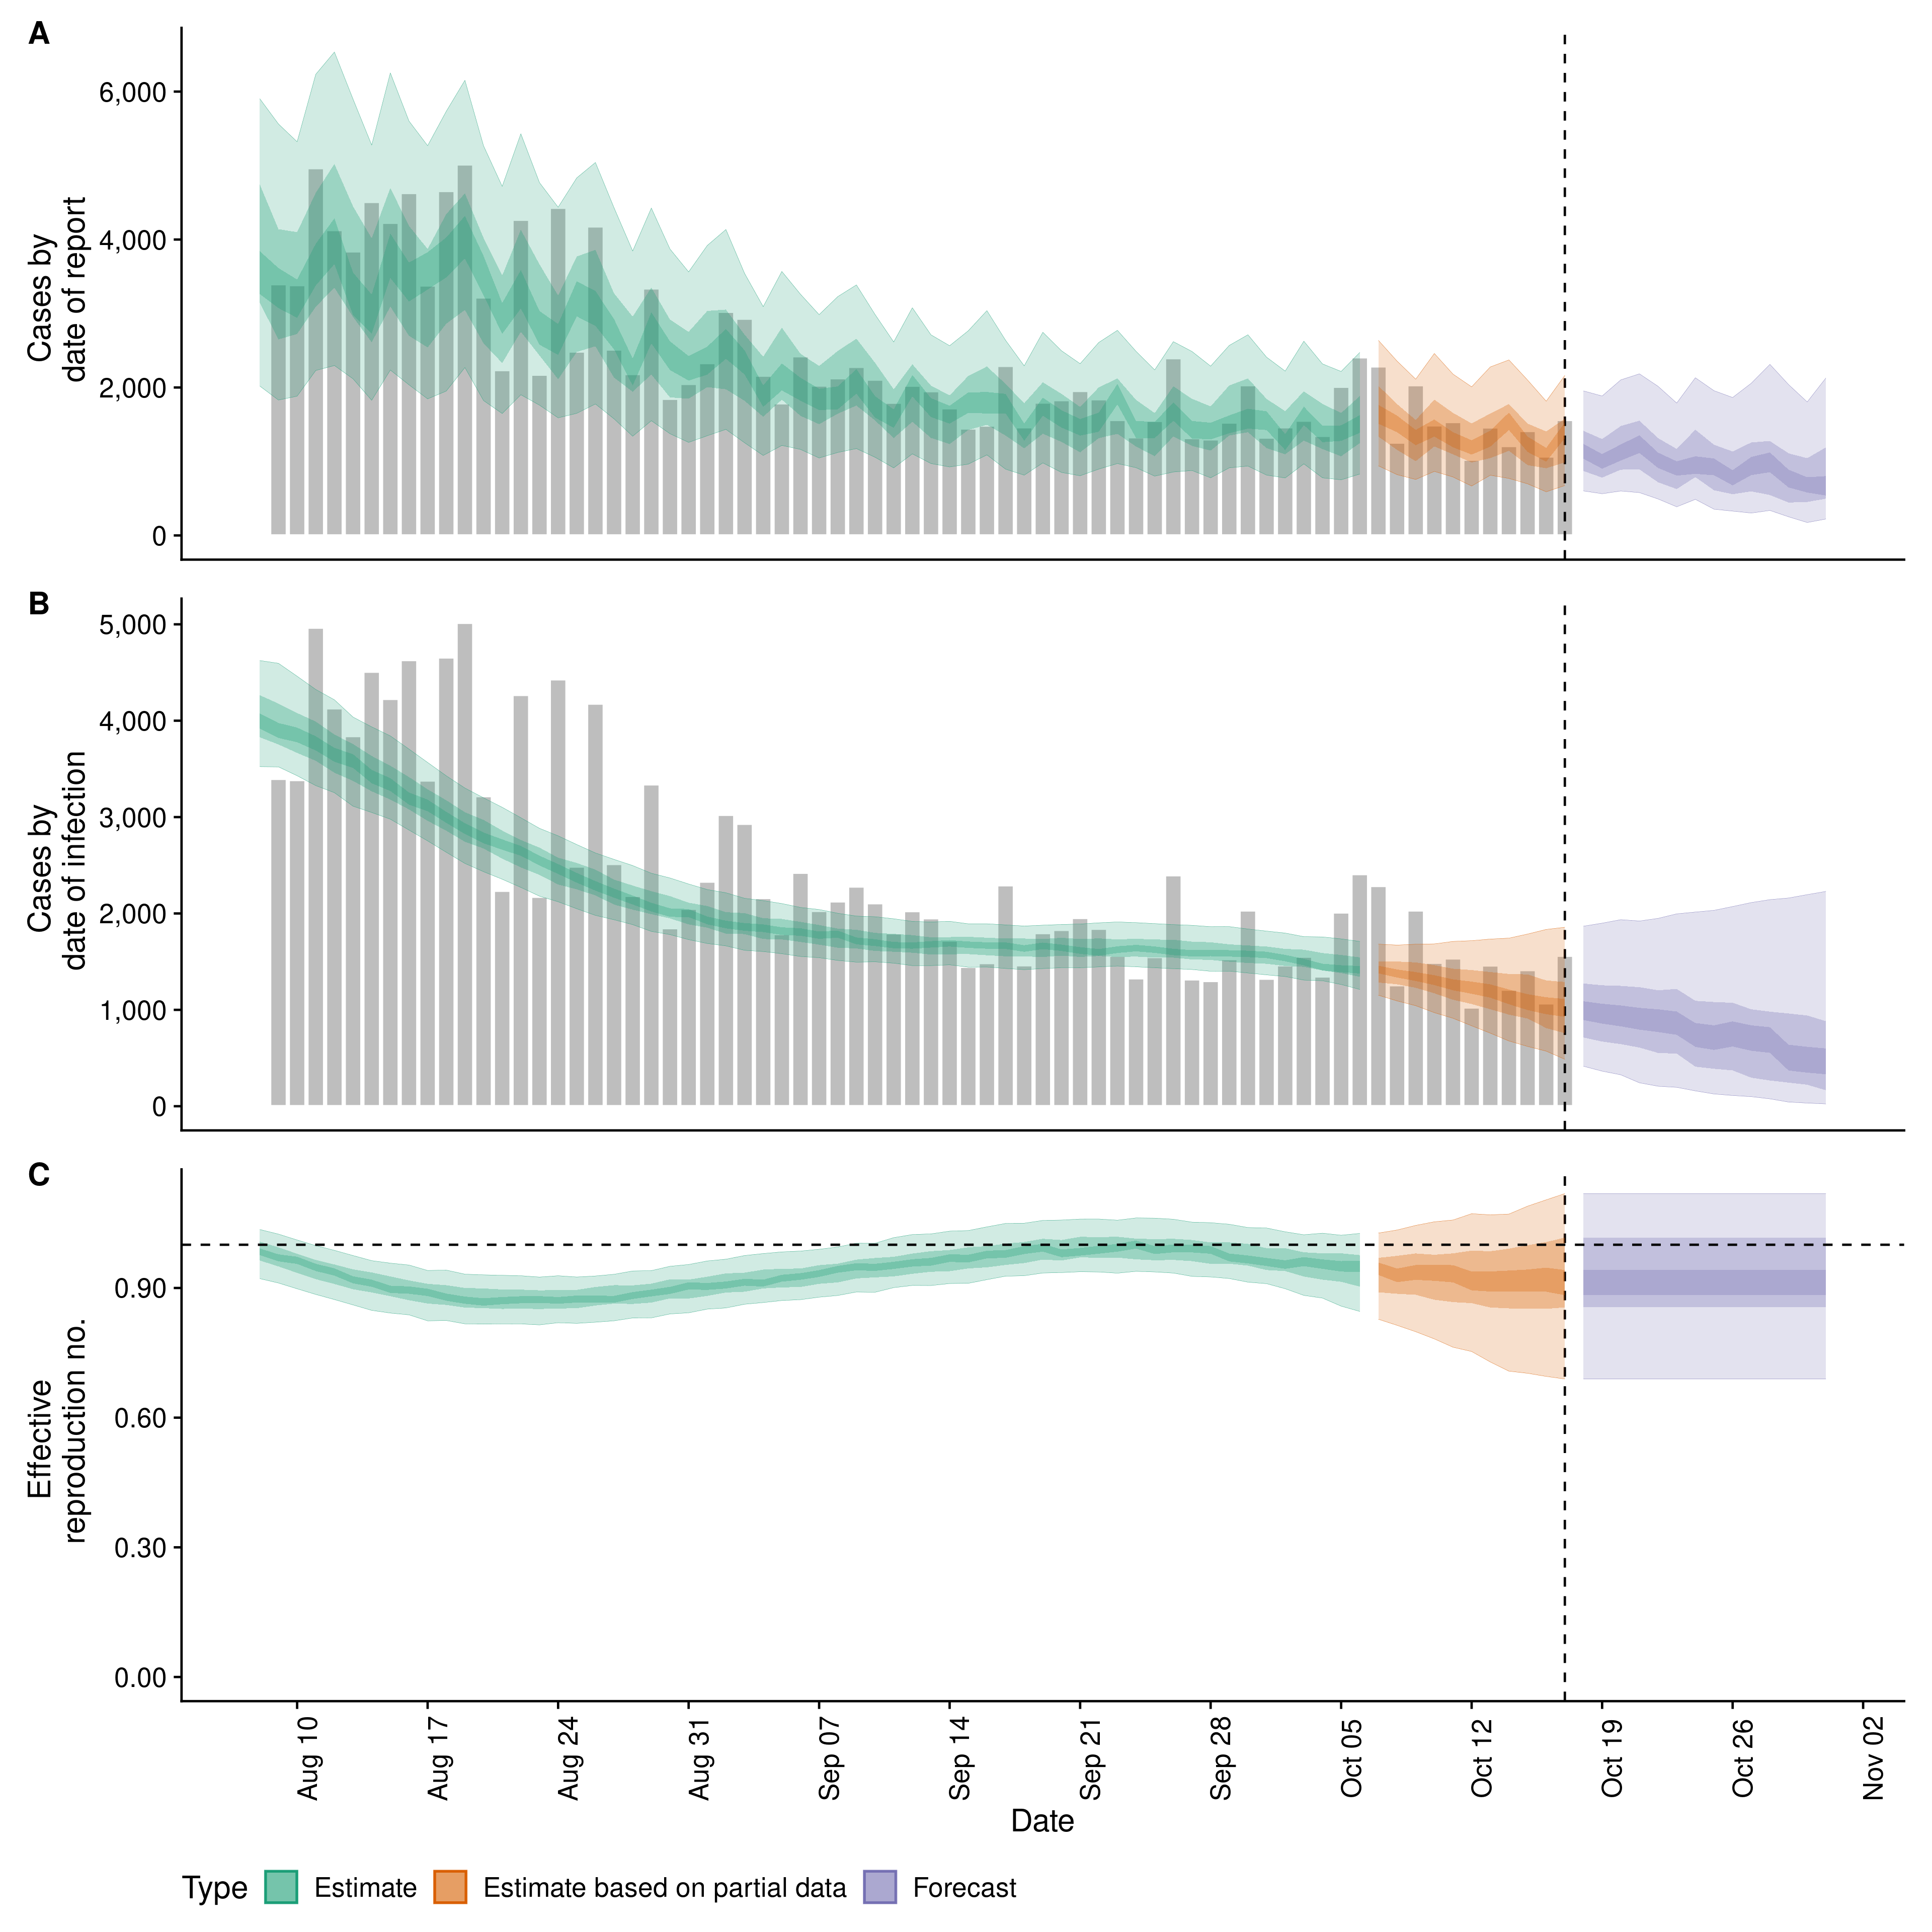 A
Cases by
date of report
6,000
4,000
2,000
0
B
Cases by
date of infection
5,000
4,000
3,000
2,000
1,000
0
C
Effective
reproduction no.
0.90
0.60
0.30
0.00
Aug 10
Aug 17
Aug 24
Aug 31
Sep 07
Sep 14
Sep 21
Sep 28
Oct 05
Oct 12
Oct 19
Oct 26
Nov 02
Date
Type Estimate Estimate based on partial data Forecast